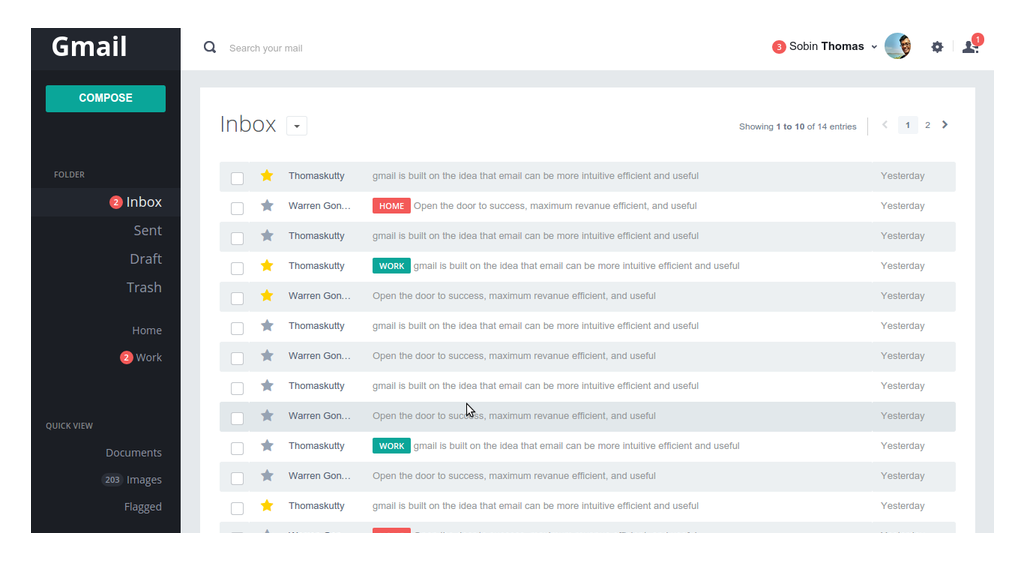 Gmail
Search your mail
3 Sobin Thomas
1
COMPOSE
FOLDER
2 Inbox
Sent
Draft
Trash
Home
2 Work
QUICK VIEW
Documents
203 Images
Flagged
Inbox
Showing 1 to 10 of 14 entries
1 2
Thomaskutty gmail is built on the idea that email can be more intuitive efficient and useful Yesterday
Warren Gon... HOME Open the door to success, maximum revanue efficient, and useful Yesterday
Thomaskutty gmail is built on the idea that email can be more intuitive efficient and useful Yesterday
Thomaskutty WORK gmail is built on the idea that email can be more intuitive efficient and useful Yesterday
Warren Gon... Open the door to success, maximum revanue efficient, and useful Yesterday
Thomaskutty gmail is built on the idea that email can be more intuitive efficient and useful Yesterday
Warren Gon... Open the door to success, maximum revanue efficient, and useful Yesterday
Thomaskutty gmail is built on the idea that email can be more intuitive efficient and useful Yesterday
Warren Gon... Open the door to success, maximum revanue efficient, and useful Yesterday
Thomaskutty WORK gmail is built on the idea that email can be more intuitive efficient and useful Yesterday
Warren Gon... Open the door to success, maximum revanue efficient, and useful Yesterday
Thomaskutty gmail is built on the idea that email can be more intuitive efficient and useful Yesterday